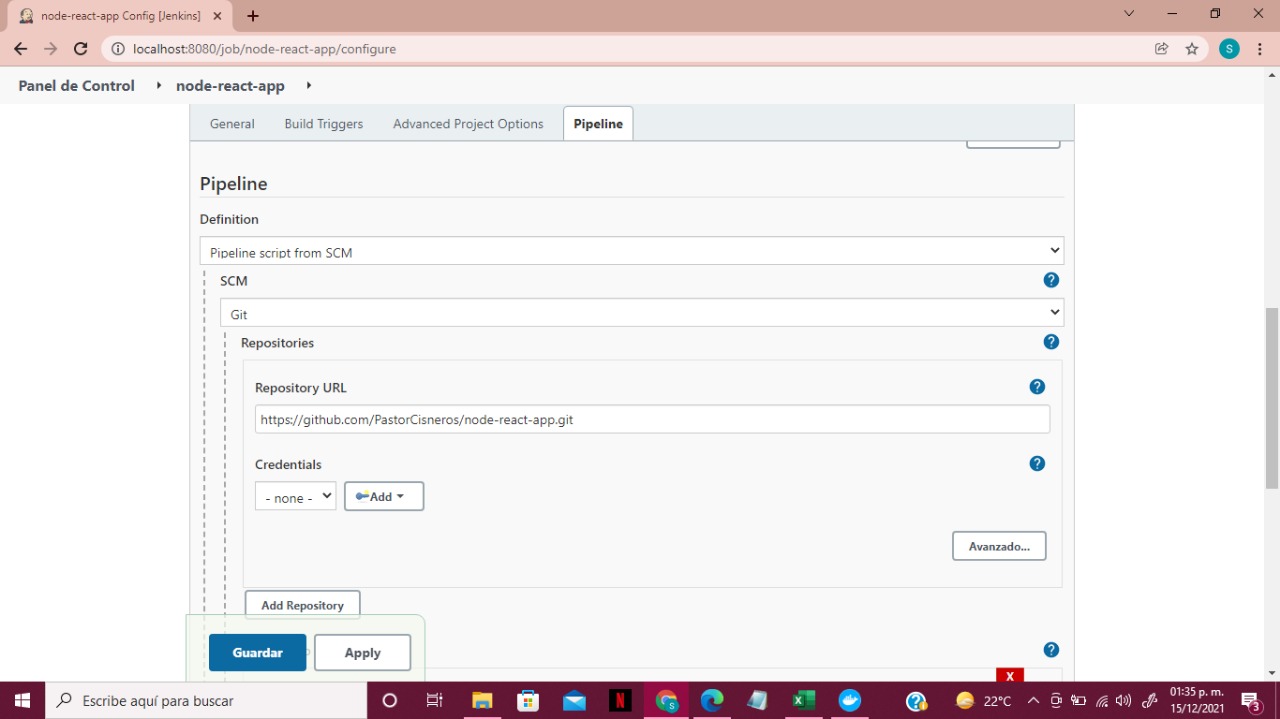 node-react-app Config [Jenkins]
localhost:8080/job/node-react-app/configure
S
Panel de Control
node-react-app
General
Build Triggers
Advanced Project Options
Pipeline
Pipeline
Definition
Pipeline script from SCM
SCM
?
Git
Repositories
?
Repository URL
?
https://github.com/PastorCisneros/node-react-app.git
Credentials
?
- none -
Add
Avanzado...
Add Repository
Guardar
Apply
?
X
Escribe aquí para buscar
22°C
01:35 p. m.
15/12/2021
3